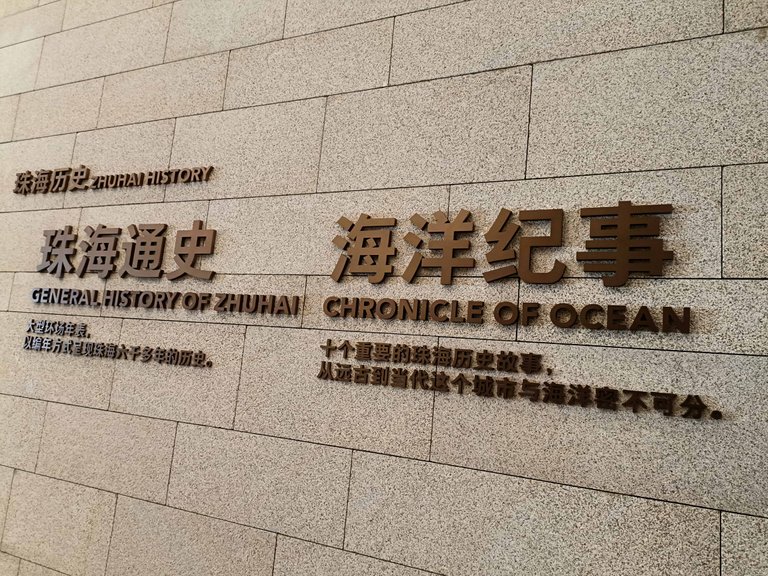 珠海历史 ZHUHAI HISTORY
珠海通史
GENERAL HISTORY OF ZHUHAI
大型环场年表，
以编年方式呈现珠海六千多年的历史。
海洋纪事
CHRONICLE OF OCEAN
十个重要的珠海历史故事，
从远古到当代这个城市与海洋密不可分。